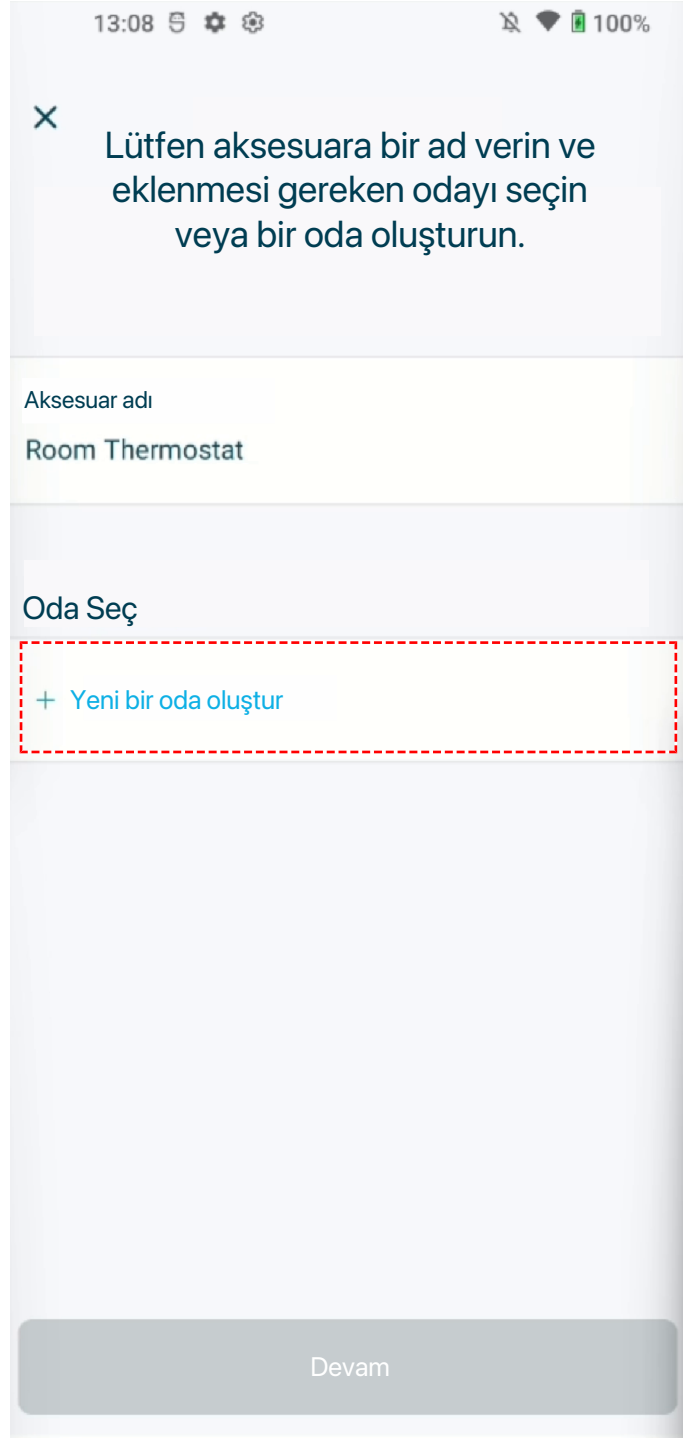 13:08 100%
Lütfen aksesuara bir ad verin ve
eklenmesi gereken odayı seçin
veya bir oda oluşturun.
Aksesuar adı
Room Thermostat
Oda Seç
+ Yeni bir oda oluştur
Devam